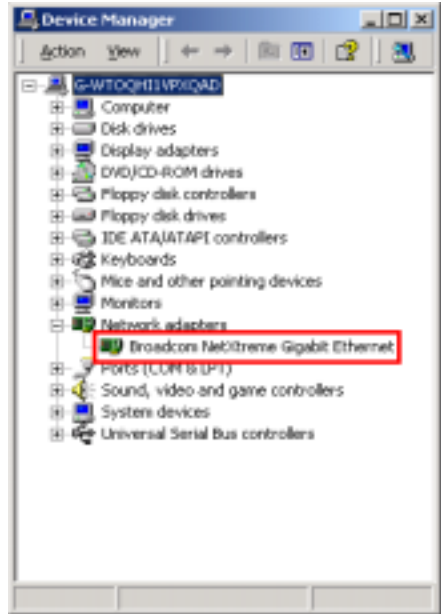 Device Manager
Action View
G-WTOQHI1VPXQAD
Computer
Disk drives
Display adapters
DVD/CD-ROM drives
Floppy disk controllers
Floppy disk drives
IDE ATA/ATAPI controllers
Keyboards
Mice and other pointing devices
Monitors
Network adapters
Broadcom NetXtreme Gigabit Ethernet
Ports (COM & LPT)
Sound, video and game controllers
System devices
Universal Serial Bus controllers